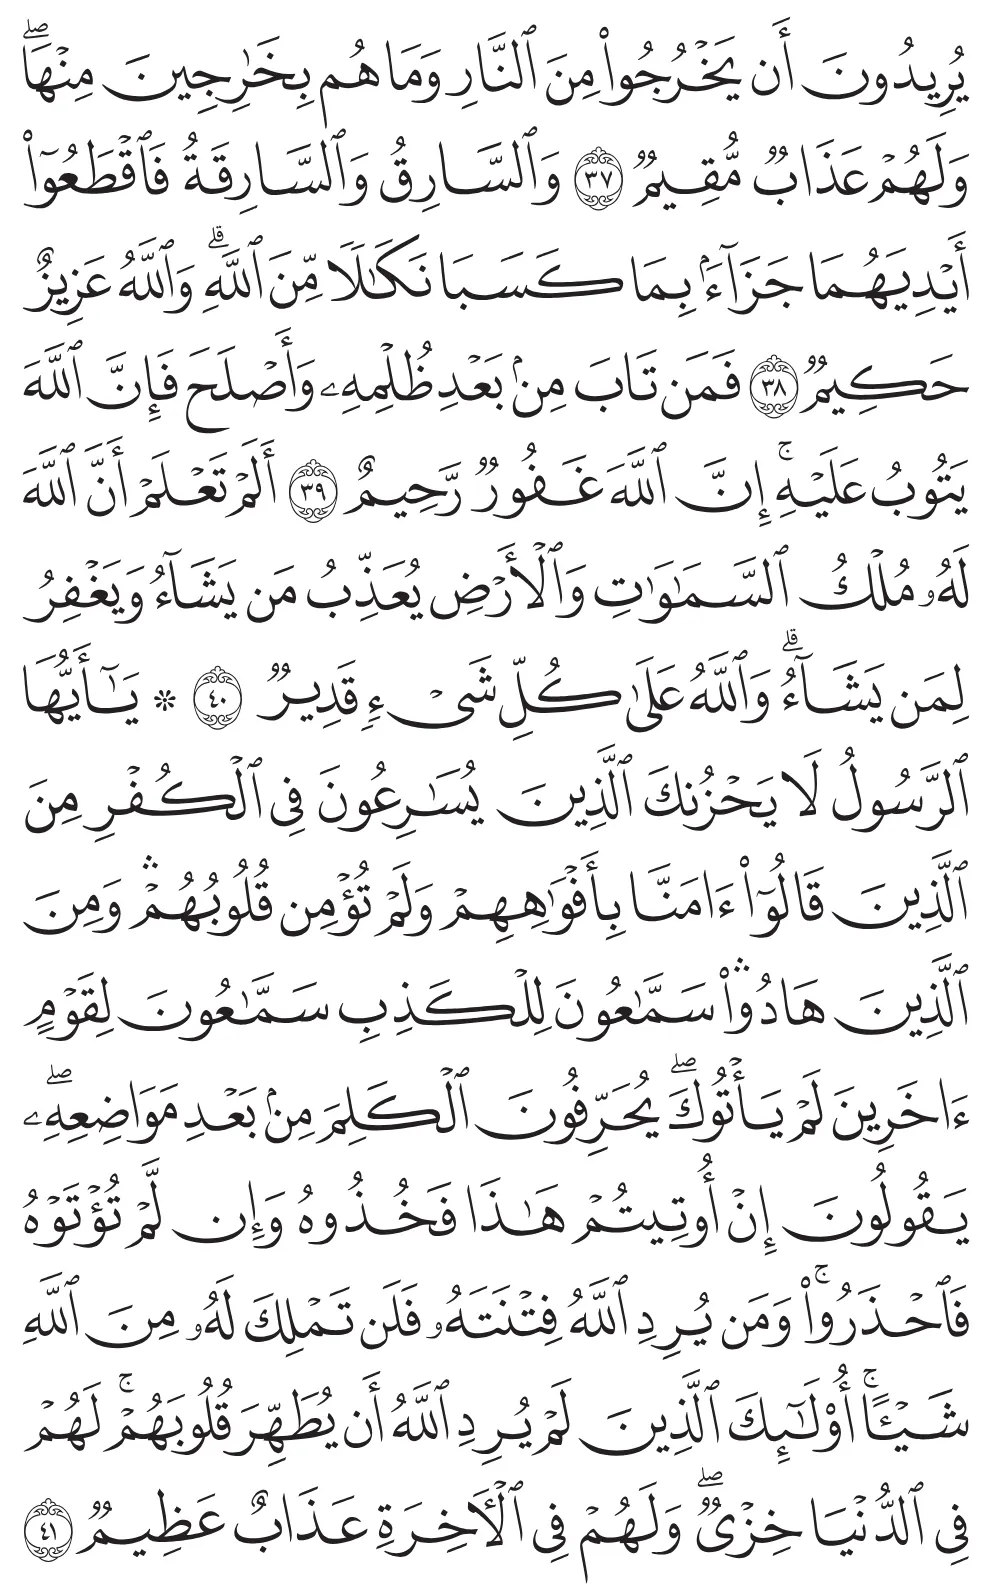 يُرِيدُونَ أَن يَخۡرُجُواْ مِنَ ٱلنَّارِ وَمَا هُم بِخَٰرِجِينَ مِنۡهَاۖ
وَلَهُمۡ عَذَابٞ مُّقِيمٞ ٣٧ وَٱلسَّارِقُ وَٱلسَّارِقَةُ فَٱقۡطَعُوٓاْ
أَيۡدِيَهُمَا جَزَآءَۢ بِمَا كَسَبَا نَكَٰلٗا مِّنَ ٱللَّهِۗ وَٱللَّهُ عَزِيزٌ
حَكِيمٞ ٣٨ فَمَن تَابَ مِنۢ بَعۡدِ ظُلۡمِهِۦ وَأَصۡلَحَ فَإِنَّ ٱللَّهَ
يَتُوبُ عَلَيۡهِۚ إِنَّ ٱللَّهَ غَفُورٞ رَّحِيمٌ ٣٩ أَلَمۡ تَعۡلَمۡ أَنَّ ٱللَّهَ
لَهُۥ مُلۡكُ ٱلسَّمَٰوَٰتِ وَٱلۡأَرۡضِ يُعَذِّبُ مَن يَشَآءُ وَيَغۡفِرُ
لِمَن يَشَآءُۗ وَٱللَّهُ عَلَىٰ كُلِّ شَيۡءٖ قَدِيرٞ ٤٠ ۞ يَٰٓأَيُّهَا
ٱلرَّسُولُ لَا يَحۡزُنكَ ٱلَّذِينَ يُسَٰرِعُونَ فِي ٱلۡكُفۡرِ مِنَ
ٱلَّذِينَ قَالُوٓاْ ءَامَنَّا بِأَفۡوَٰهِهِمۡ وَلَمۡ تُؤۡمِن قُلُوبُهُمۡۛ وَمِنَ
ٱلَّذِينَ هَادُواْۛ سَمَّٰعُونَ لِلۡكَذِبِ سَمَّٰعُونَ لِقَوۡمٍ
ءَاخَرِينَ لَمۡ يَأۡتُوكَۖ يُحَرِّفُونَ ٱلۡكَلِمَ مِنۢ بَعۡدِ مَوَاضِعِهِۦۖ
يَقُولُونَ إِنۡ أُوتِيتُمۡ هَٰذَا فَخُذُوهُ وَإِن لَّمۡ تُؤۡتَوۡهُ
فَٱحۡذَرُواْۚ وَمَن يُرِدِ ٱللَّهُ فِتۡنَتَهُۥ فَلَن تَمۡلِكَ لَهُۥ مِنَ ٱللَّهِ
شَيۡـًٔاۚ أُوْلَٰٓئِكَ ٱلَّذِينَ لَمۡ يُرِدِ ٱللَّهُ أَن يُطَهِّرَ قُلُوبَهُمۡۚ لَهُمۡ
فِي ٱلدُّنۡيَا خِزۡيٞۖ وَلَهُمۡ فِي ٱلۡأٓخِرَةِ عَذَابٌ عَظِيمٞ ٤١